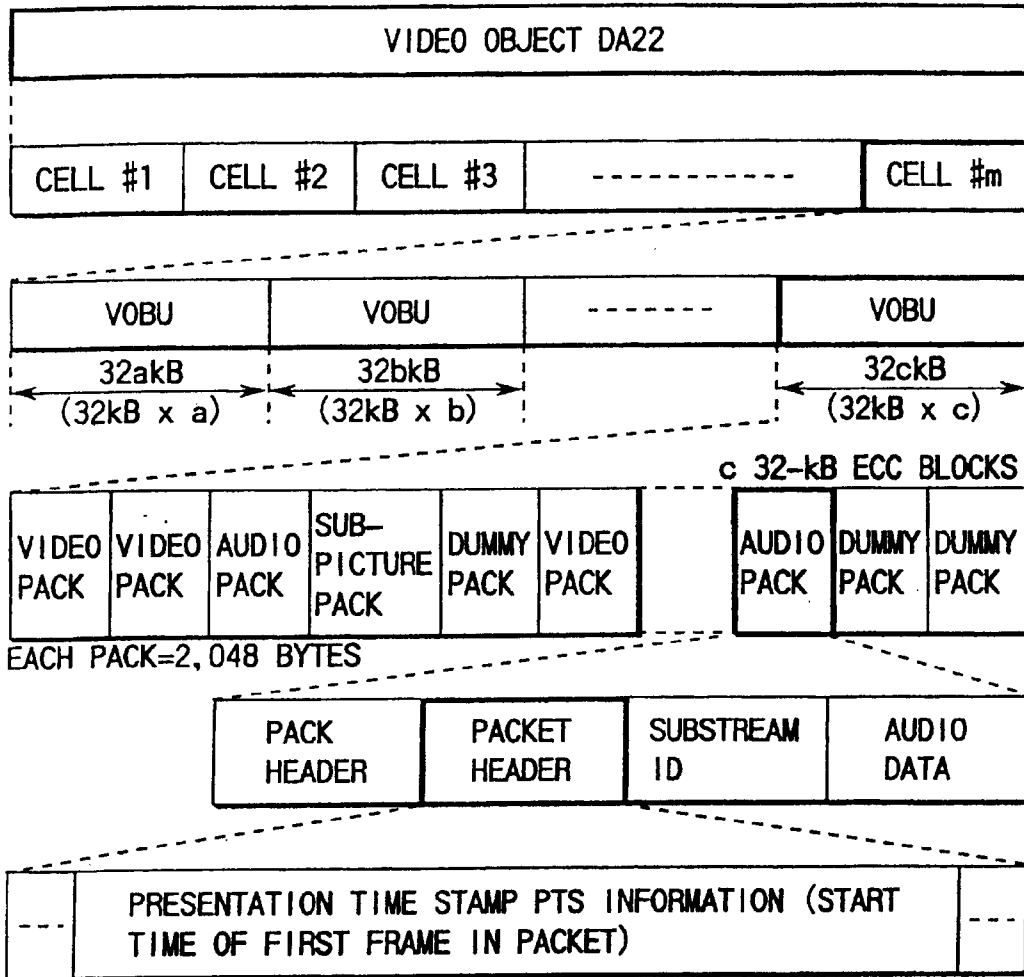 VIDEO OBJECT DA22
CELL #1 CELL #2 CELL #3 CELL #m
VOBU VOBU VOBU
32akB 32bkB 32ckB
(32kB x a) (32kB x b) (32kB x c)
c 32-kB ECC BLOCKS
VIDEO PACK
VIDEO PACK
AUDIO PACK
SUB-
PICTURE
PACK
DUMMY PACK
VIDEO PACK
AUDIO PACK
DUMMY PACK
DUMMY PACK
EACH PACK=2,048 BYTES
PACK HEADER
PACKET HEADER
SUBSTREAM ID
AUDIO DATA
PRESENTATION TIME STAMP PTS INFORMATION (START
TIME OF FIRST FRAME IN PACKET)